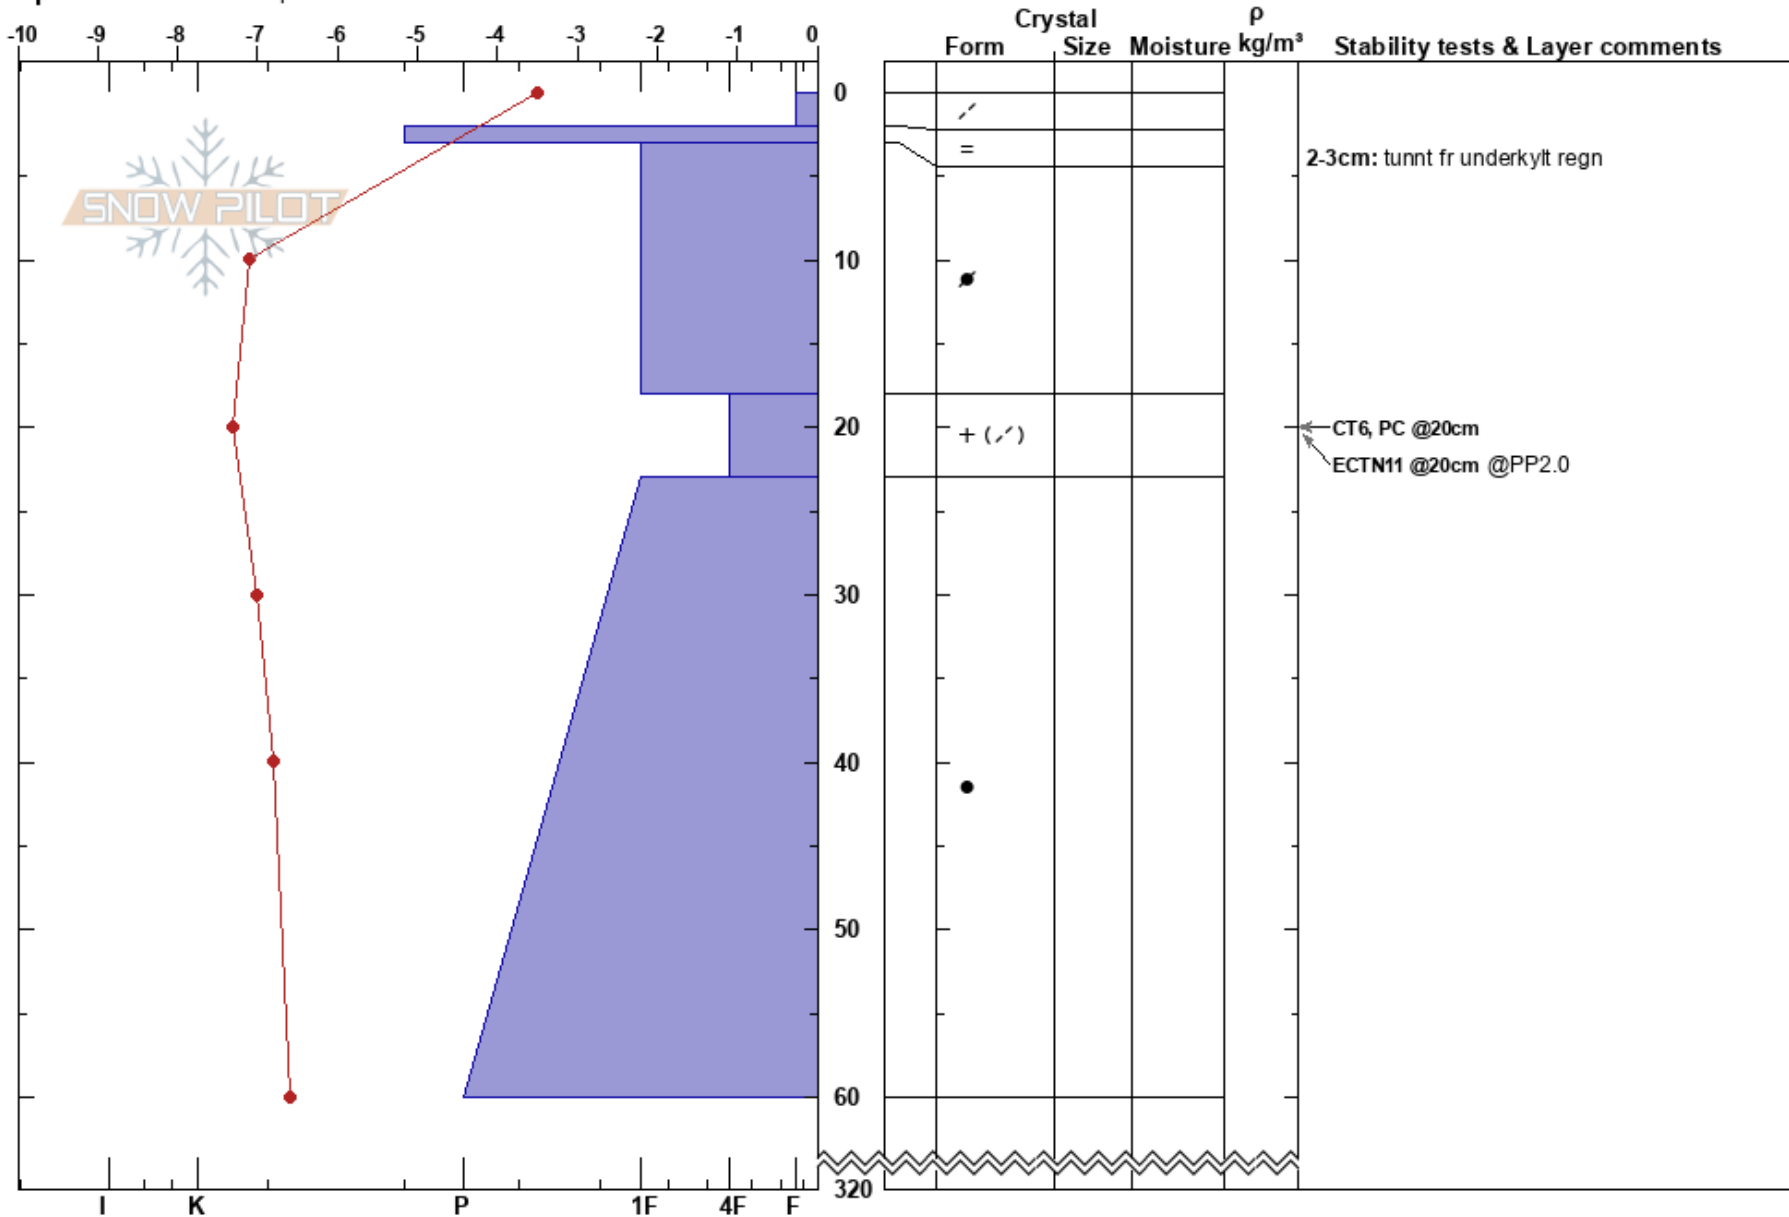 Crystal ρ
Form Size Moisture kg/m³ Stability tests & Layer comments
-10 -9 -8 -7 -6 -5 -4 -3 -2 -1 0
0
SNOW PILOT
2-3cm: tunnt fr underkylt regn
10
20
CT6, PC @20cm
+ (⁄)
ECTN11 @20cm @PP2.0
30
40
50
60
320
I K P 1F 4F F